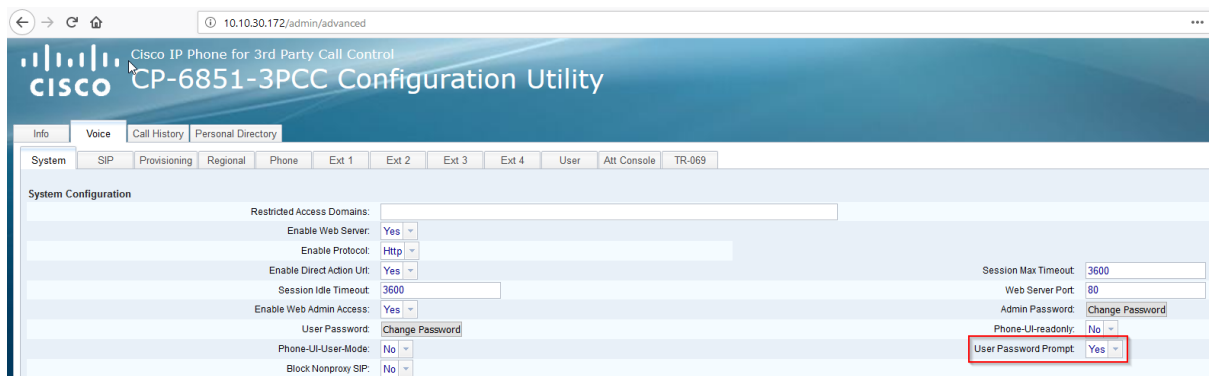 10.10.30.172/admin/advanced
Cisco IP Phone for 3rd Party Call Control
CISCO CP-6851-3PCC Configuration Utility
Info Voice Call History Personal Directory
System SIP Provisioning Regional Phone Ext 1 Ext 2 Ext 3 Ext 4 User Att Console TR-069
System Configuration
Restricted Access Domains:
Enable Web Server: Yes
Enable Protocol: Http
Enable Direct Action Url: Yes Session Max Timeout: 3600
Session Idle Timeout: 3600 Web Server Port: 80
Enable Web Admin Access: Yes Admin Password: Change Password
User Password: Change Password Phone-UI-readonly: No
Phone-UI-User-Mode: No User Password Prompt: Yes
Block Nonproxy SIP: No